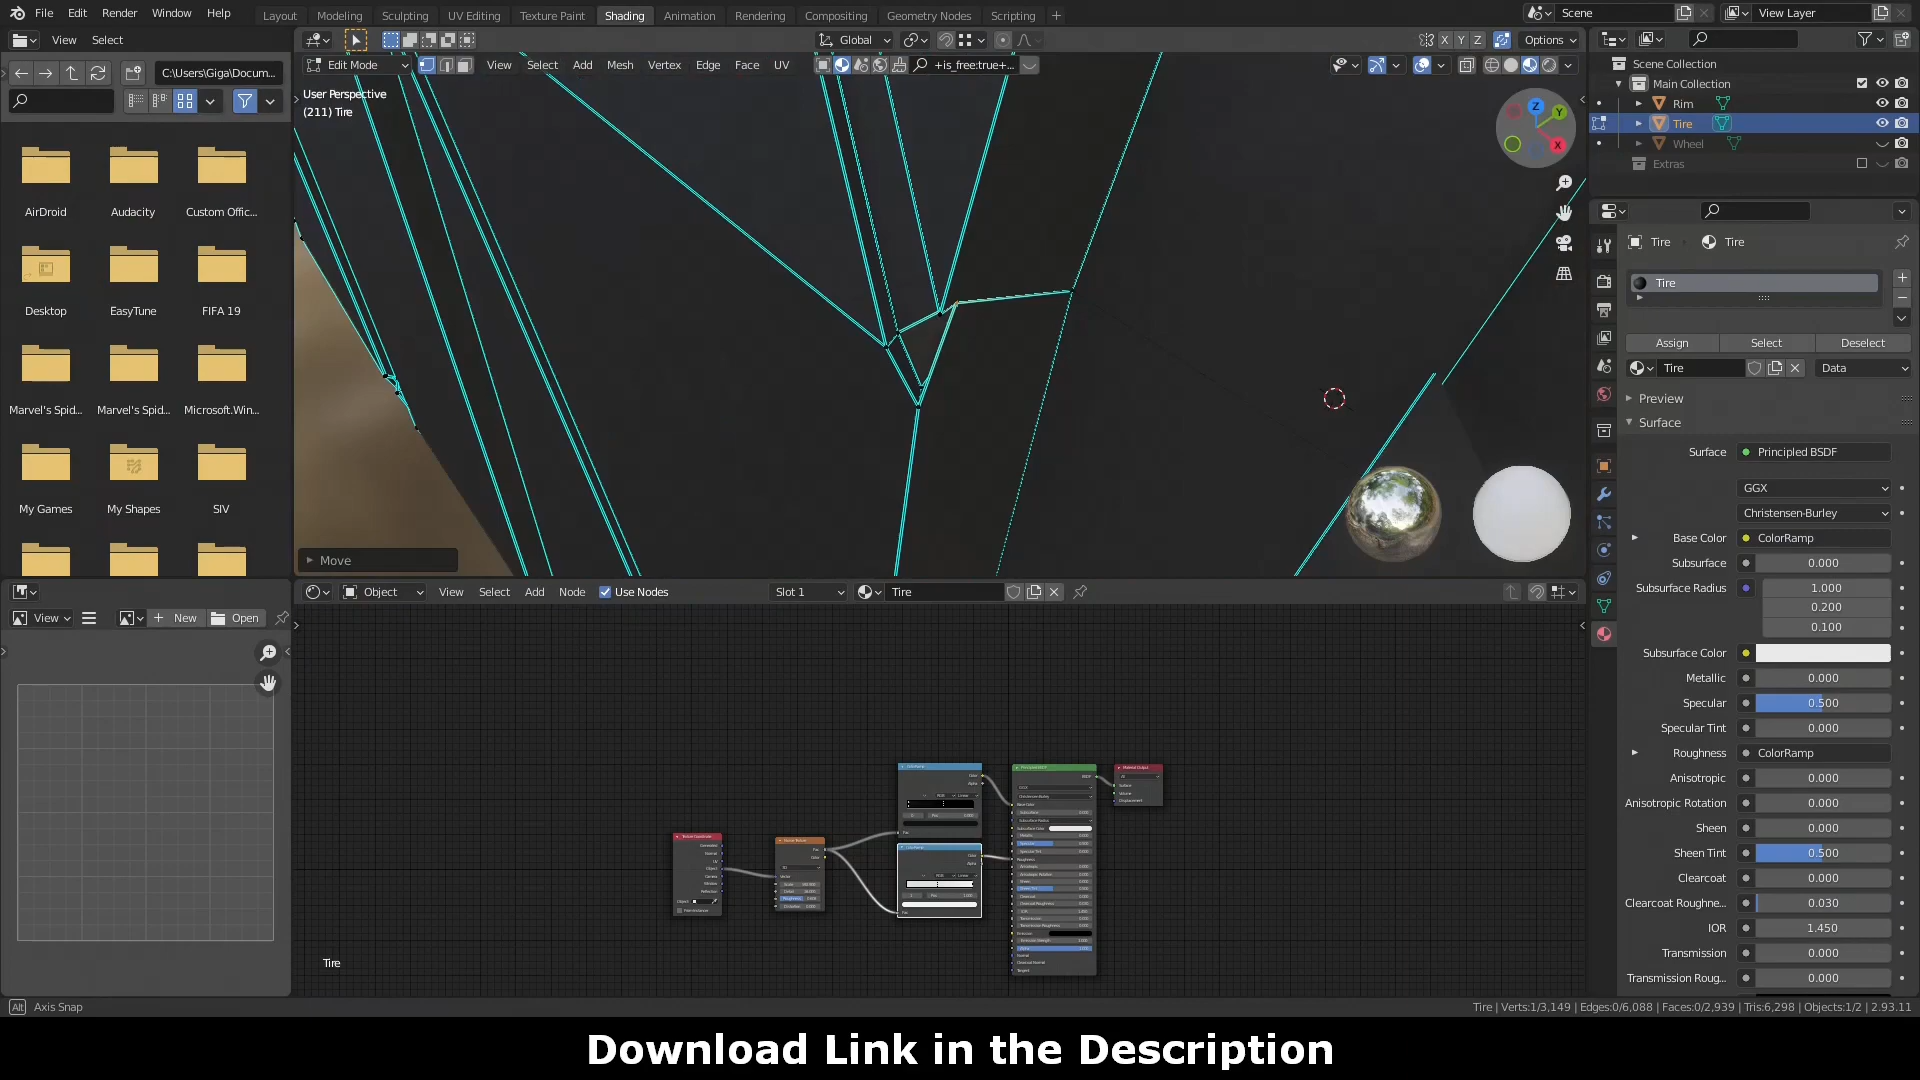 File Edit Render Window Help
Layout Modeling Sculpting UV Editing Texture Paint Shading Animation Rendering Compositing Geometry Nodes Scripting
Scene View Layer
View Select
Global X Y Z Options
C:\Users\Giga\Docum...
Edit Mode View Select Add Mesh Vertex Edge Face UV +is_free:true+...
User Perspective
(211) Tire
Z Y X
AirDroid Audacity Custom Offic...
Desktop EasyTune FIFA 19
Marvel's Spid... Marvel's Spid... Microsoft.Win...
My Games My Shapes SIV
Move
Scene Collection
Main Collection
Rim
Tire
Wheel
Extras
Tire Tire
Tire
Assign Select Deselect
Tire Data
Preview
Surface
Surface Principled BSDF
GGX
Christensen-Burley
Base Color ColorRamp
Subsurface 0.000
Subsurface Radius 1.000
0.200
0.100
Subsurface Color
Metallic 0.000
Specular 0.500
Specular Tint 0.000
Roughness ColorRamp
Anisotropic 0.000
Anisotropic Rotation 0.000
Sheen 0.000
Sheen Tint 0.500
Clearcoat 0.000
Clearcoat Roughne... 0.030
IOR 1.450
Transmission 0.000
Transmission Roug... 0.000
Object View Select Add Node Use Nodes Slot 1 Tire
View New Open
Tire
Alt Axis Snap
Tire | Verts:1/3,149 | Edges:0/6,088 | Faces:0/2,939 | Tris:6,298 | Objects:1/2 | 2.93.11
Download Link in the Description